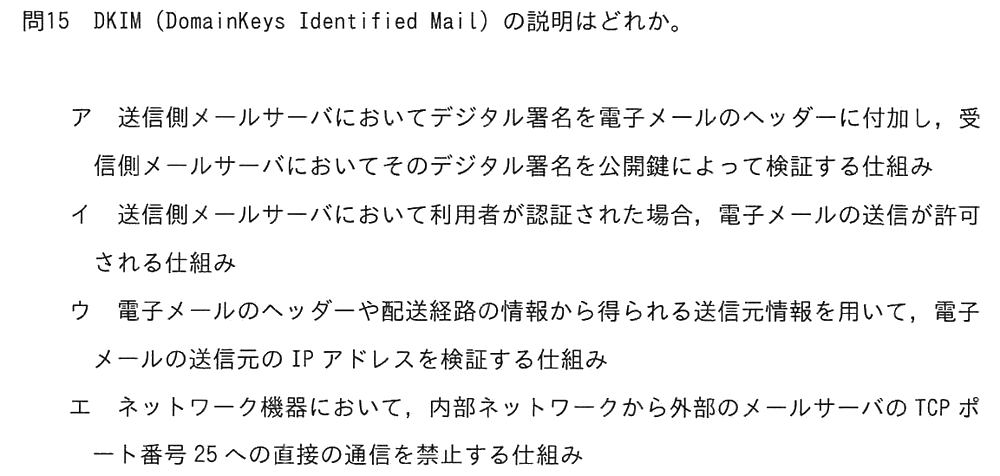 問15 DKIM (DomainKeys Identified Mail) の説明はどれか。
ア 送信側メールサーバにおいてデジタル署名を電子メールのヘッダーに付加し，受
信側メールサーバにおいてそのデジタル署名を公開鍵によって検証する仕組み
イ 送信側メールサーバにおいて利用者が認証された場合，電子メールの送信が許可
される仕組み
ウ 電子メールのヘッダーや配送経路の情報から得られる送信元情報を用いて，電子
メールの送信元の IP アドレスを検証する仕組み
エ ネットワーク機器において，内部ネットワークから外部のメールサーバの TCP ポ
ート番号 25 への直接の通信を禁止する仕組み